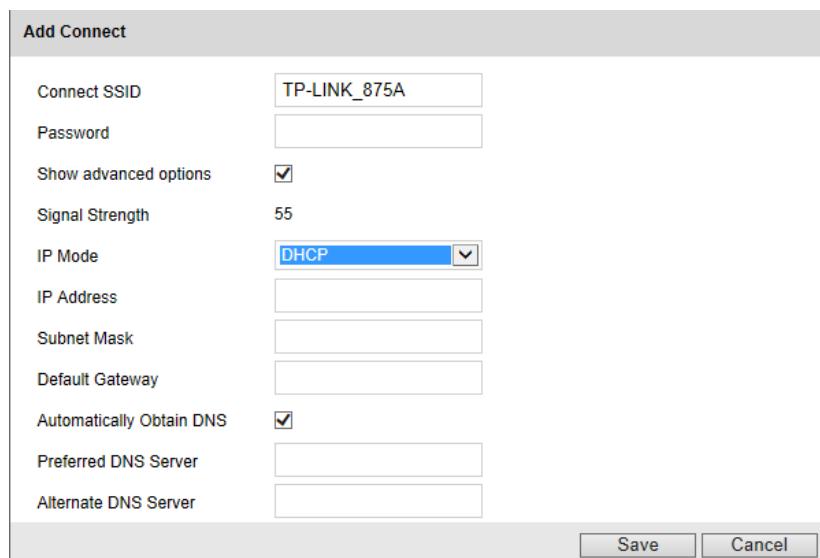 Add Connect
Connect SSID TP-LINK_875A
Password
Show advanced options
Signal Strength 55
IP Mode DHCP
IP Address
Subnet Mask
Default Gateway
Automatically Obtain DNS
Preferred DNS Server
Alternate DNS Server
Save Cancel